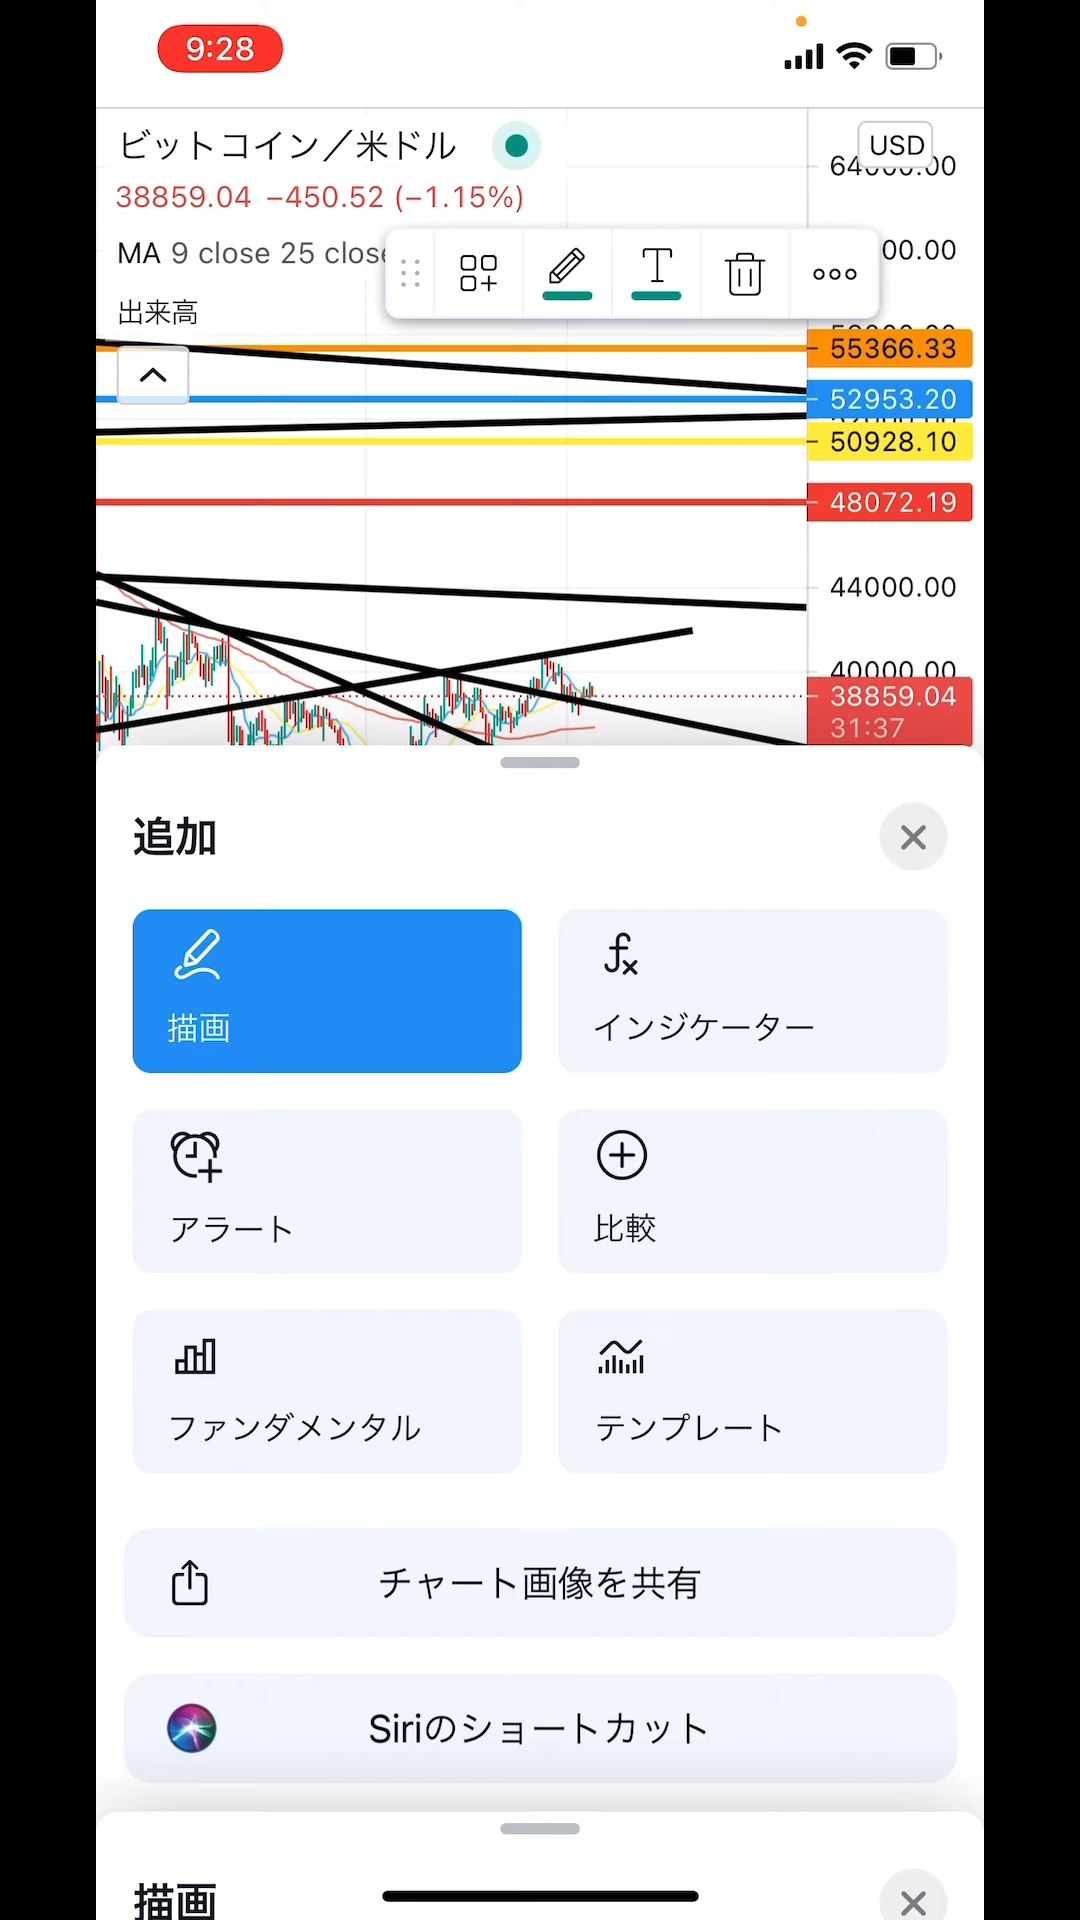 9:28
ビットコイン／米ドル
USD
38859.04 −450.52 (−1.15%)
MA 9 close 25 close
出来高
T
55366.33
52953.20
50928.10
48072.19
44000.00
40000.00
38859.04
31:37
追加
描画
インジケーター
アラート
比較
ファンダメンタル
テンプレート
チャート画像を共有
Siriのショートカット
描画